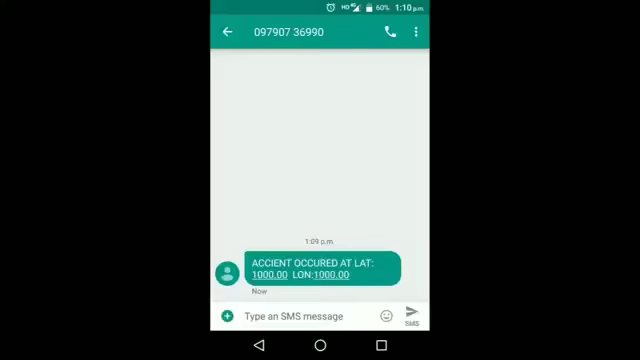 HD 4G 60% 1:10 p.m.
097907 36990
1:09 p.m.
ACCIENT OCCURED AT LAT:
1000.00 LON:1000.00
Now
Type an SMS message
SMS